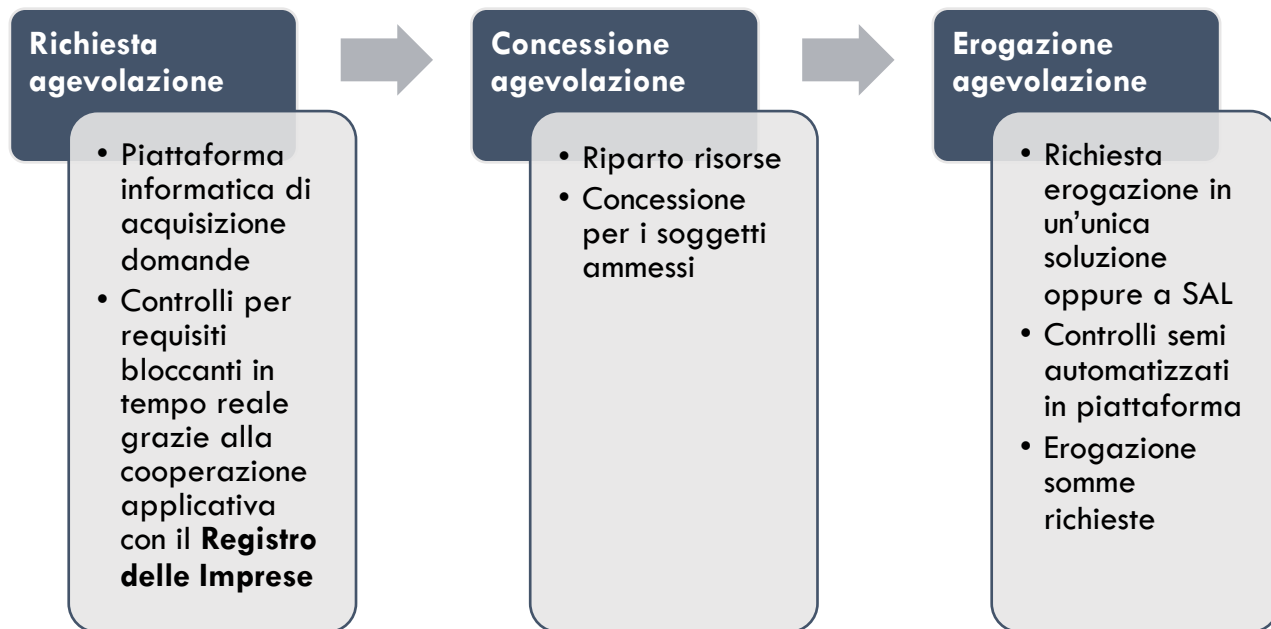 Richiesta
agevolazione
• Piattaforma
informatica di
acquisizione
domande
• Controlli per
requisiti
bloccanti in
tempo reale
grazie alla
cooperazione
applicativa
con il Registro
delle Imprese
Concessione
agevolazione
• Riparto risorse
• Concessione
per i soggetti
ammessi
Erogazione
agevolazione
• Richiesta
erogazione in
un’unica
soluzione
oppure a SAL
• Controlli semi
automatizzati
in piattaforma
• Erogazione
somme
richieste